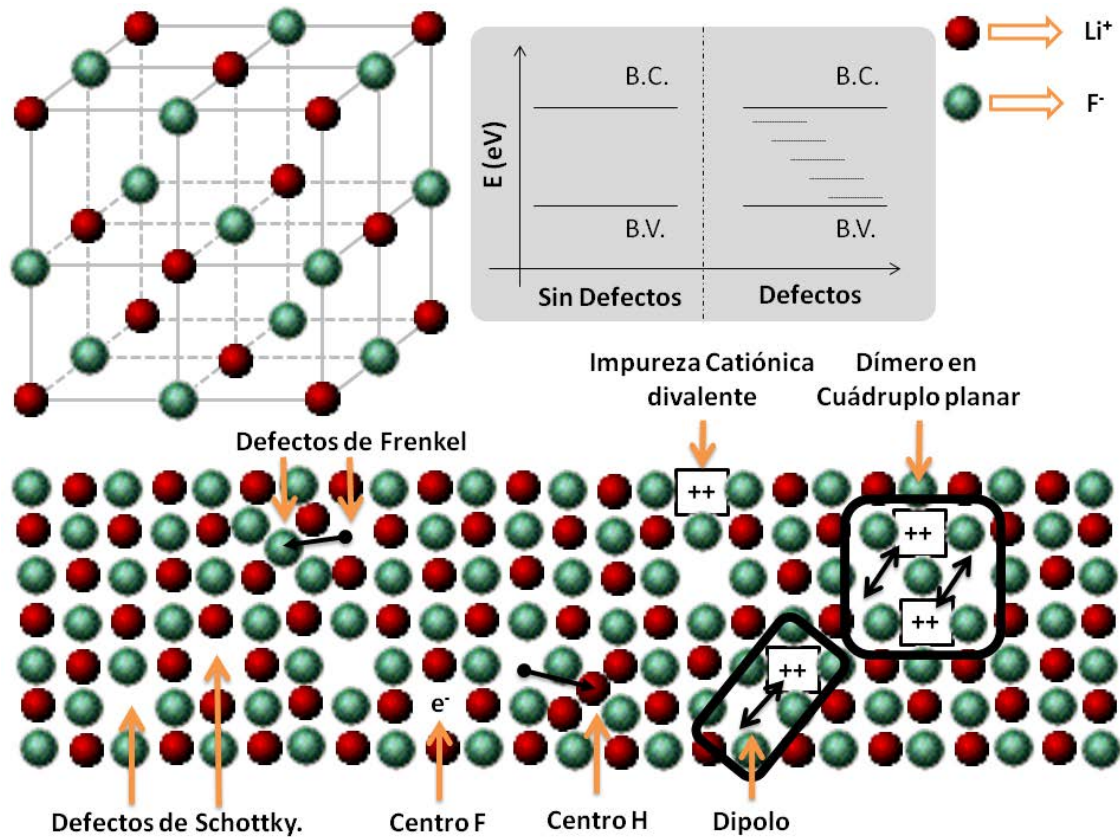 Li+
F-
B.C.
B.C.
E (eV)
B.V.
B.V.
Sin Defectos
Defectos
Impureza Catiónica
divalente
Dímero en
Cuádruplo planar
Defectos de Frenkel
++
++
++
++
e-
Defectos de Schottky.
Centro F
Centro H
Dipolo